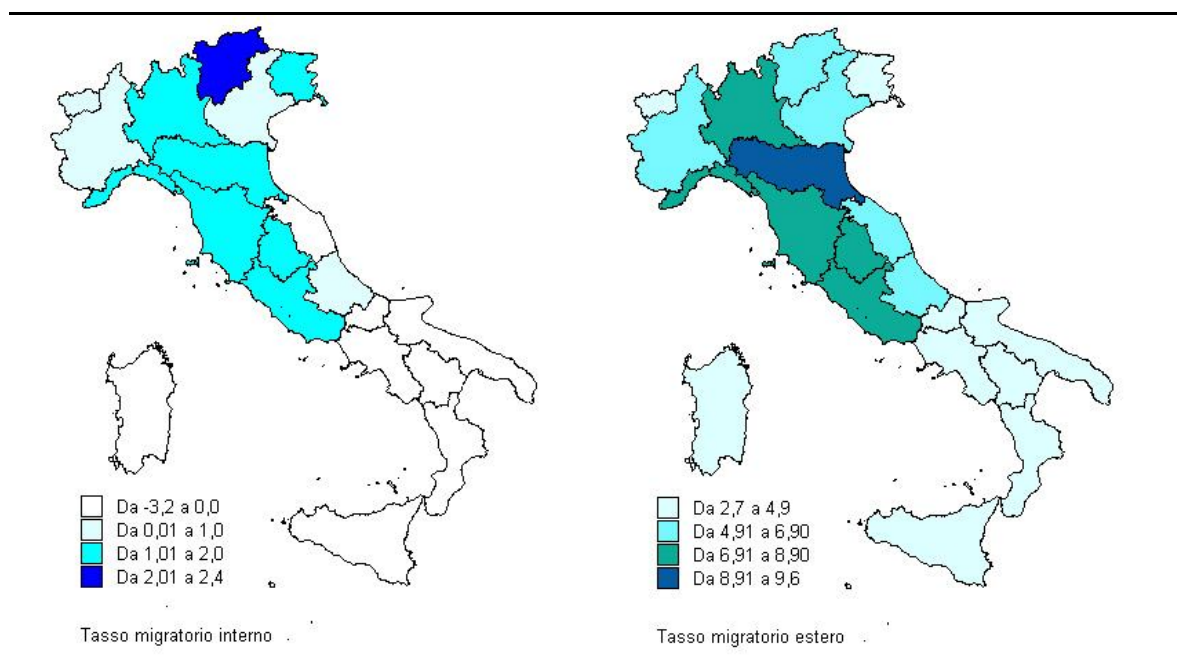 Da -3,2 a 0,0
Da 0,01 a 1,0
Da 1,01 a 2,0
Da 2,01 a 2,4
Tasso migratorio interno
Da 2,7 a 4,9
Da 4,91 a 6,90
Da 6,91 a 8,90
Da 8,91 a 9,6
Tasso migratorio estero